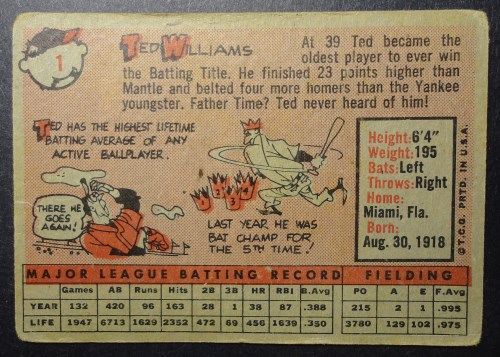 1
TED WILLIAMS
At 39 Ted became the
oldest player to ever win
the Batting Title. He finished 23 points higher than
Mantle and belted four more homers than the Yankee
youngster. Father Time? Ted never heard of him!
TED HAS THE HIGHEST LIFETIME
BATTING AVERAGE OF ANY
ACTIVE BALLPLAYER.
THERE HE
GOES
AGAIN!
1 2 3 4
LAST YEAR HE WAS
BAT CHAMP FOR
THE 5TH TIME!
Height: 6'4"
Weight: 195
Bats: Left
Throws: Right
Home:
Miami, Fla.
Born:
Aug. 30, 1918
© T.C.G. PRTD. IN U.S.A.
MAJOR LEAGUE BATTING RECORD FIELDING
Games AB Runs Hits 2B 3B HR RBI B.Avg. PO A E F.Avg
YEAR 132 420 96 163 28 1 38 87 .388 215 2 1 .995
LIFE 1947 6713 1629 2352 472 69 456 1639 .350 3780 129 102 .975